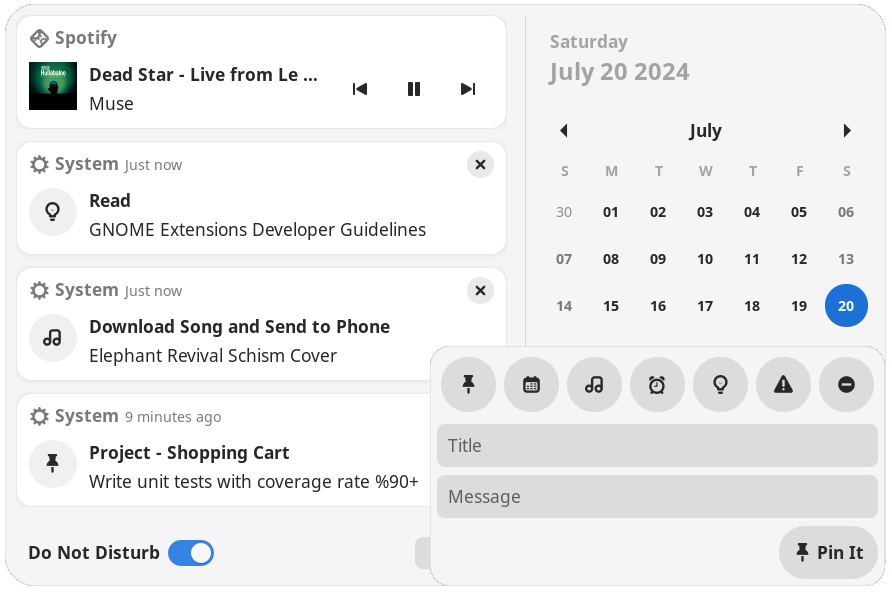 Spotify
Dead Star - Live from Le ...
Muse
System Just now
Read
GNOME Extensions Developer Guidelines
System Just now
Download Song and Send to Phone
Elephant Revival Schism Cover
System 9 minutes ago
Project - Shopping Cart
Write unit tests with coverage rate %90+
Do Not Disturb
Saturday
July 20 2024
July
S M T W T F S
30 01 02 03 04 05 06
07 08 09 10 11 12 13
14 15 16 17 18 19 20
Title
Message
Pin It